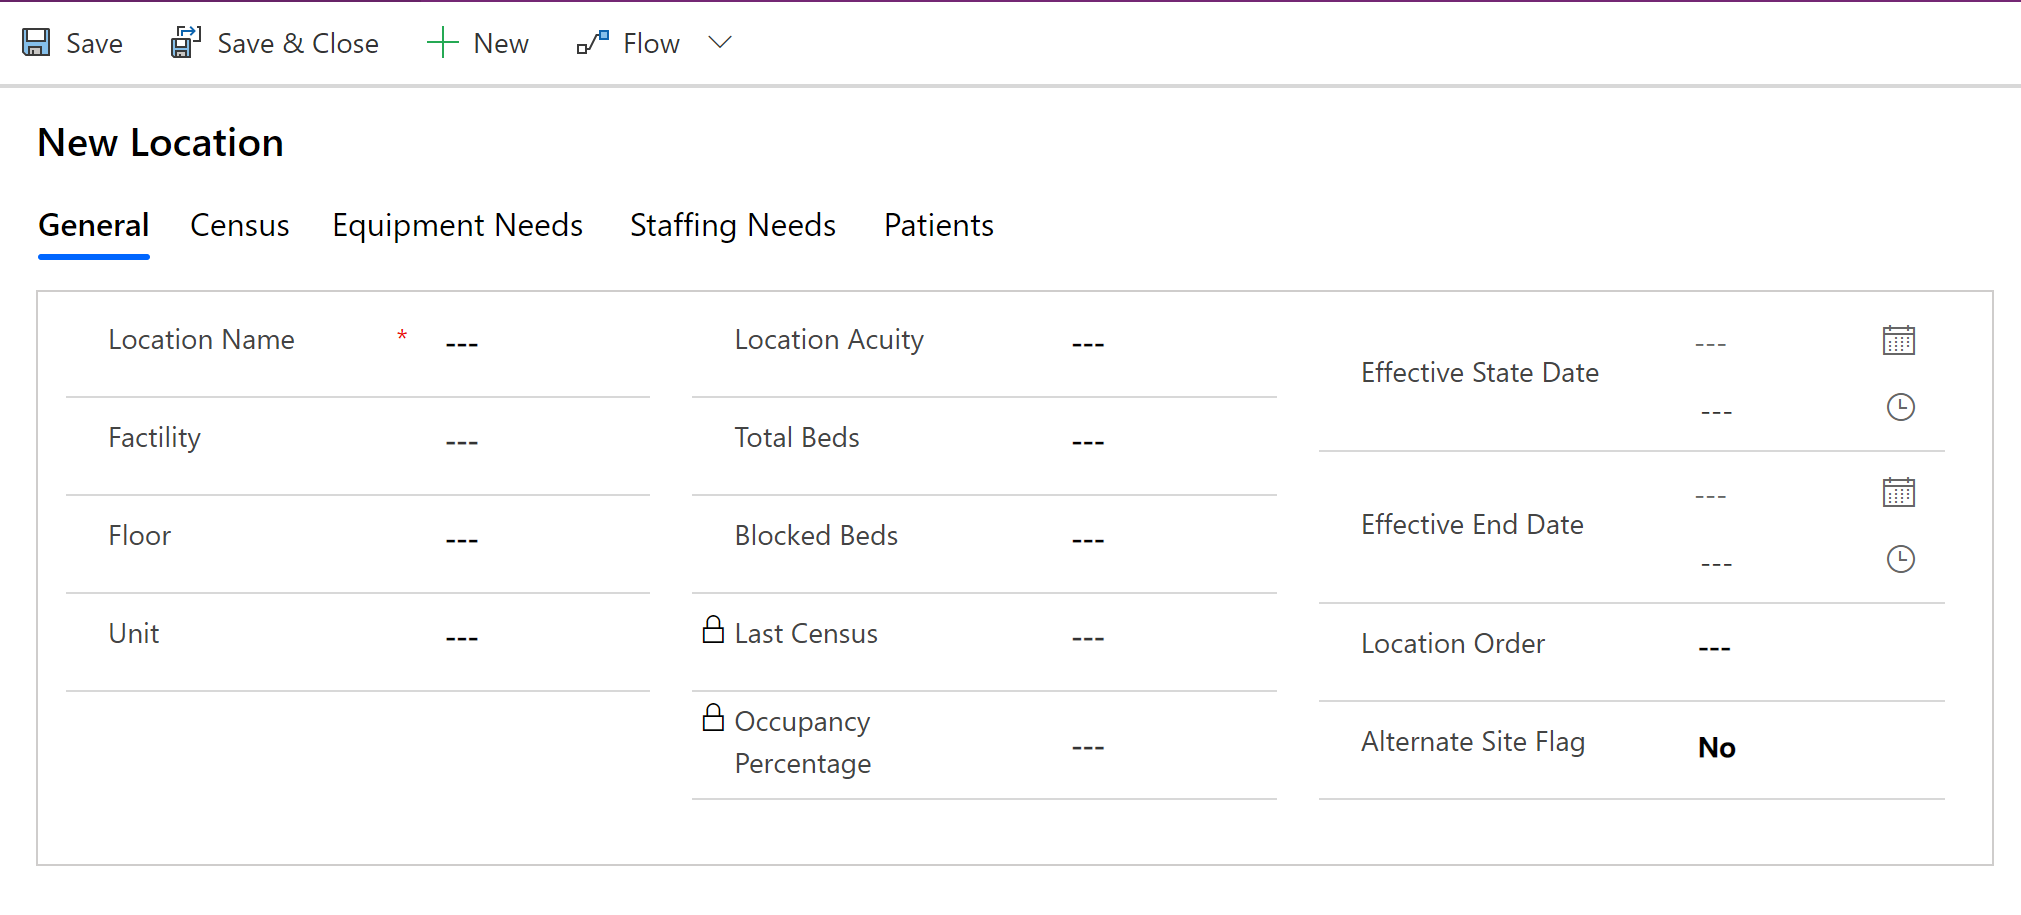 Save
Save & Close
New
Flow
New Location
General
Census
Equipment Needs
Staffing Needs
Patients
Location Name * ---
Factility ---
Floor ---
Unit ---
Location Acuity ---
Total Beds ---
Blocked Beds ---
Last Census ---
Occupancy
Percentage ---
Effective State Date
---
---
Effective End Date
---
---
Location Order ---
Alternate Site Flag No